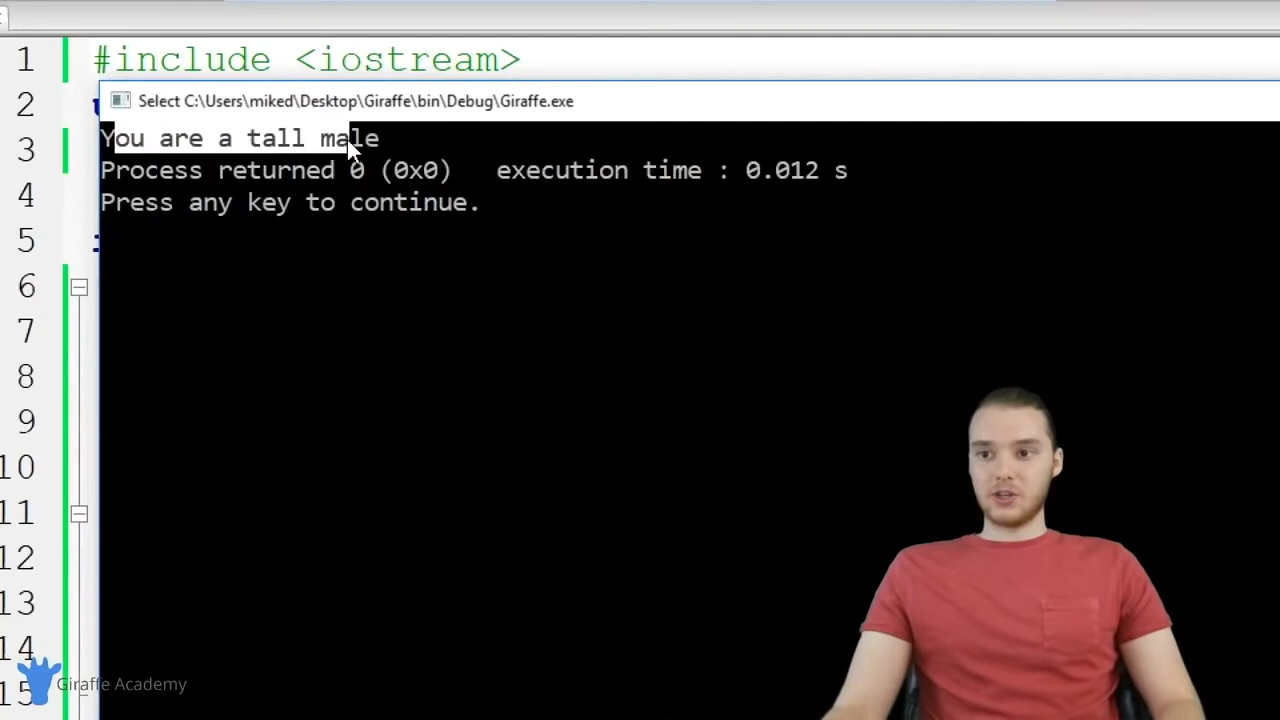 1 #include <iostream>
Select C:\Users\miked\Desktop\Giraffe\bin\Debug\Giraffe.exe
2
You are a tall male
3
Process returned 0 (0x0)   execution time : 0.012 s
4
Press any key to continue.
5
6
7
8
9
10
11
12
13
14
15
Giraffe Academy